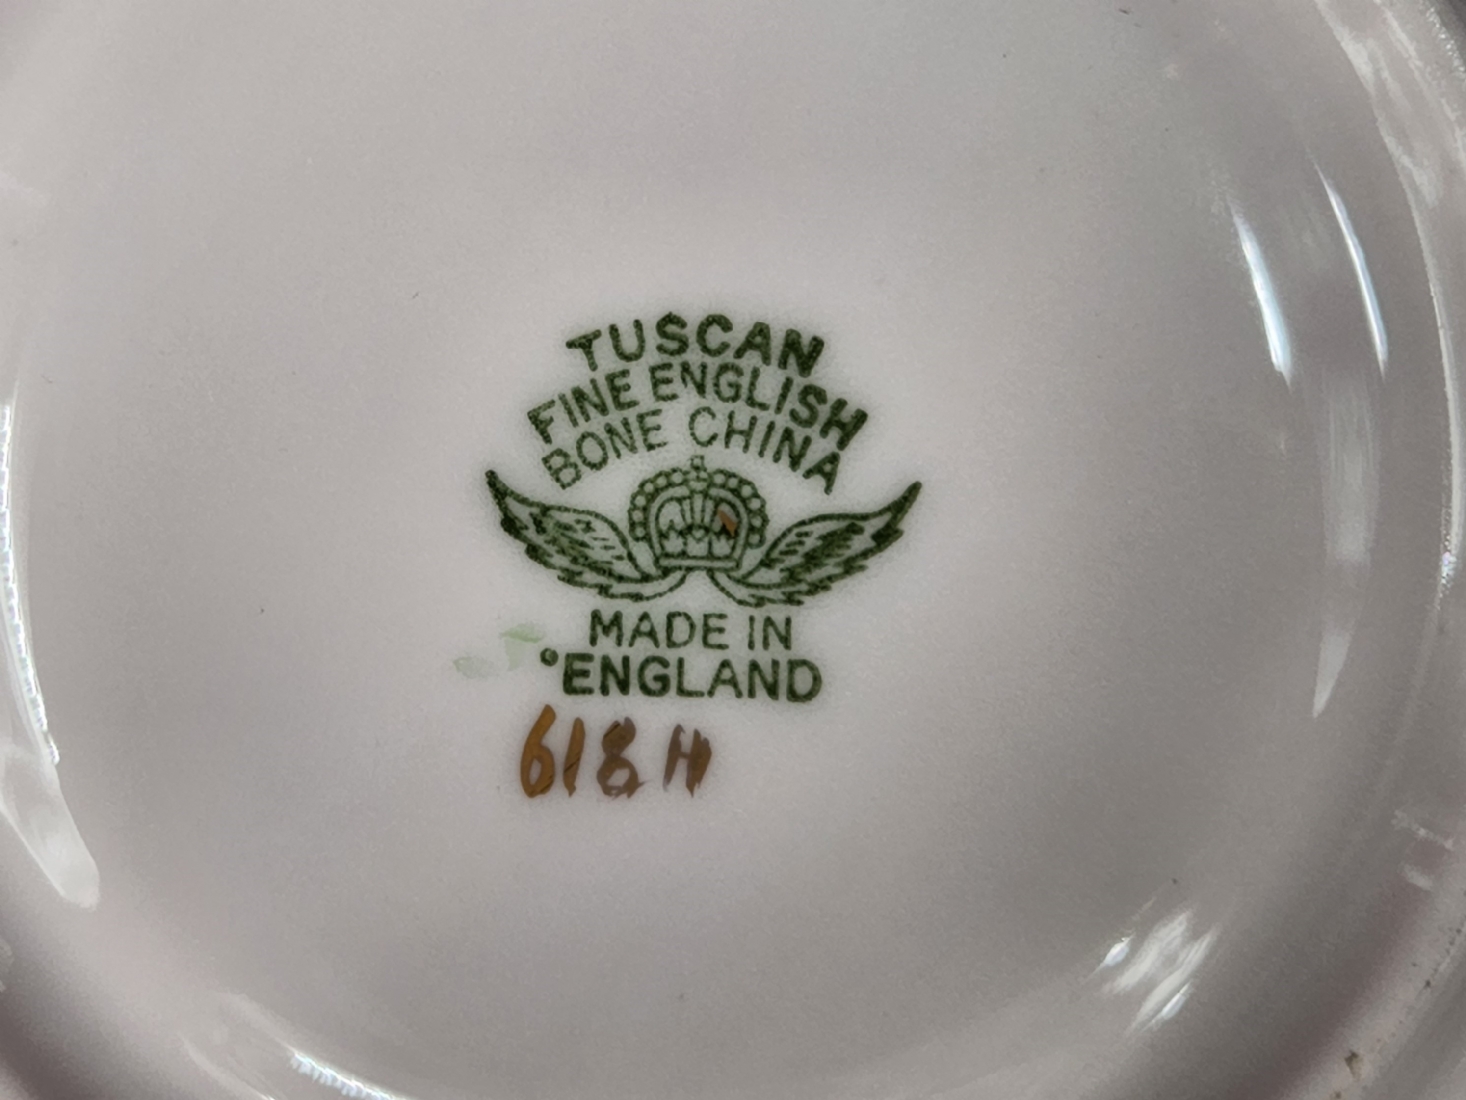 TUSCAN
FINE ENGLISH
BONE CHINA
MADE IN
ENGLAND
618H